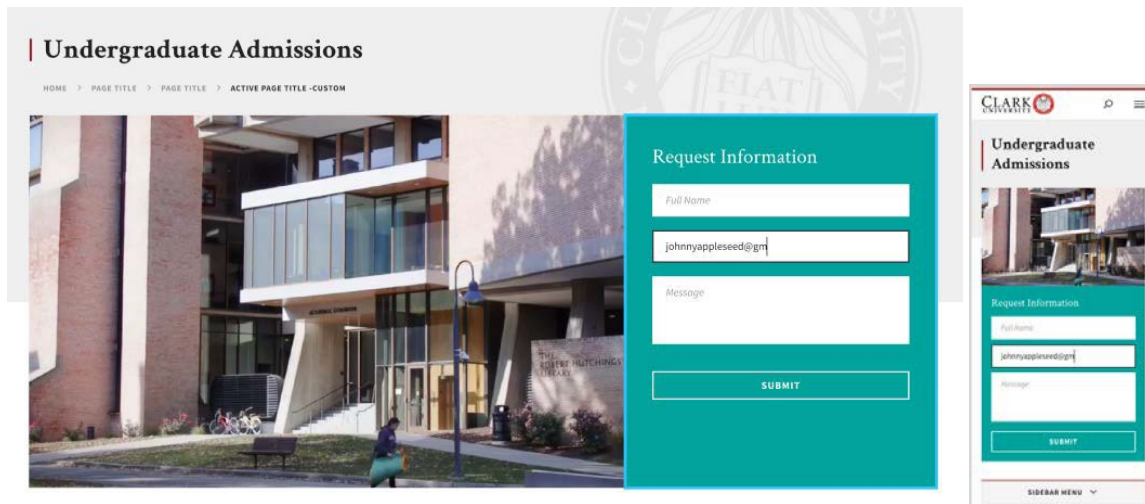 Undergraduate Admissions
HOME > PAGE TITLE > PAGE TITLE > ACTIVE PAGE TITLE -CUSTOM
FIAT
Request Information
Full Name
johnnyappleseed@gm
Message
SUBMIT
THE
ROBERT HUTCHINGS
LIBRARY
CLARK
UNIVERSITY
Undergraduate
Admissions
Request Information
Full Name
johnnyappleseed@gm
Message
SUBMIT
SIDEBAR MENU